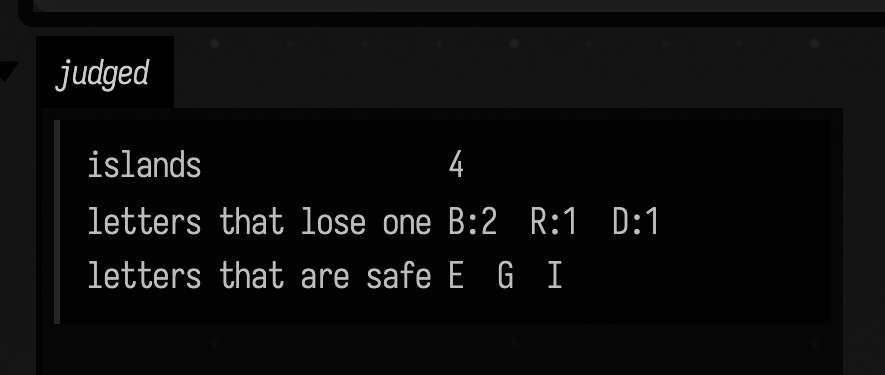 judged
islands 4
letters that lose one B:2 R:1 D:1
letters that are safe E G I